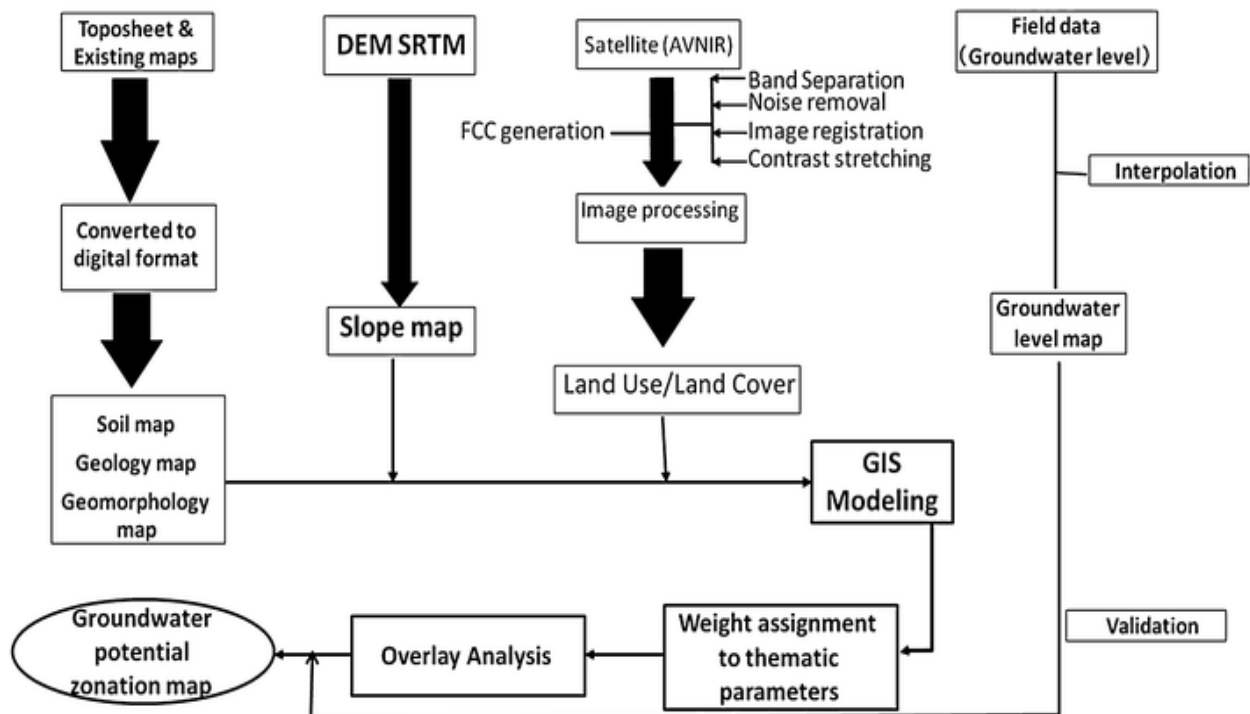 Toposheet &
Existing maps
DEM SRTM
Satellite (AVNIR)
Field data
(Groundwater level)
Band Separation
Noise removal
FCC generation
Image registration
Contrast stretching
Interpolation
Image processing
Converted to
digital format
Slope map
Groundwater
level map
Land Use/Land Cover
Soil map
Geology map
Geomorphology
map
GIS
Modeling
Groundwater
potential
zonation map
Overlay Analysis
Weight assignment
to thematic
parameters
Validation